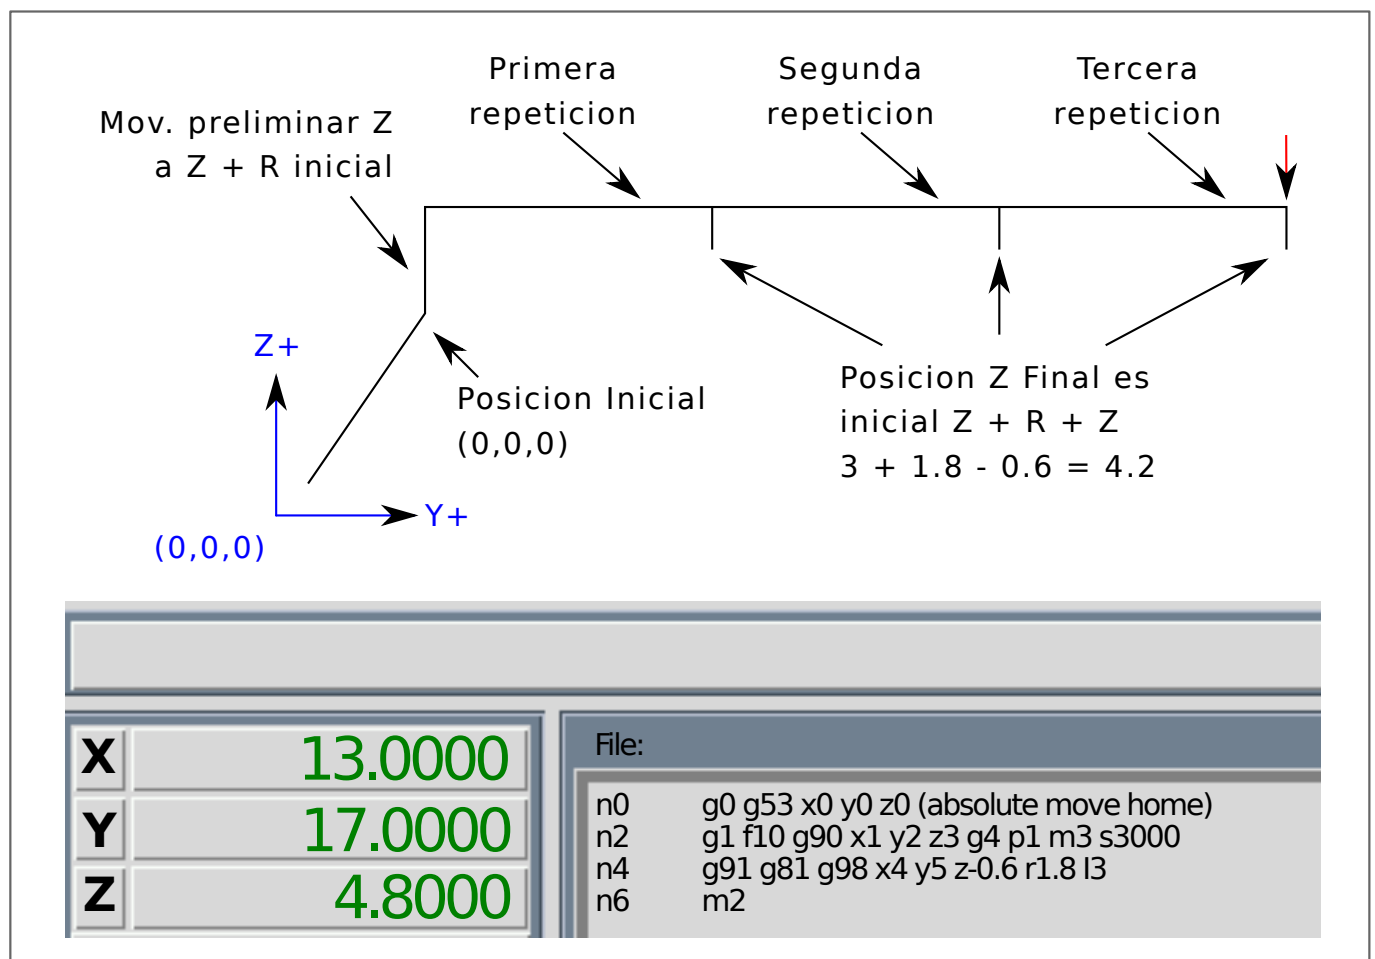 Primera
repeticion
Segunda
repeticion
Tercera
repeticion
Mov. preliminar Z
a Z + R inicial
Z+
Posicion Inicial
(0,0,0)
Posicion Z Final es
inicial Z + R + Z
3 + 1.8 - 0.6 = 4.2
Y+
(0,0,0)
X 13.0000
Y 17.0000
Z 4.8000
File:
n0 g0 g53 x0 y0 z0 (absolute move home)
n2 g1 f10 g90 x1 y2 z3 g4 p1 m3 s3000
n4 g91 g81 g98 x4 y5 z-0.6 r1.8 l3
n6 m2